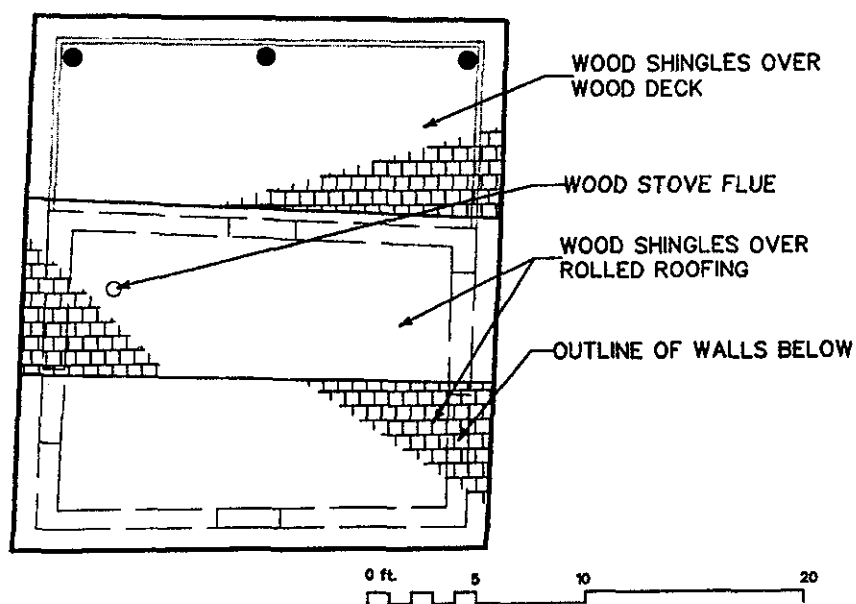 WOOD SHINGLES OVER
WOOD DECK
WOOD STOVE FLUE
WOOD SHINGLES OVER
ROLLED ROOFING
OUTLINE OF WALLS BELOW
0 ft. 5 10 20